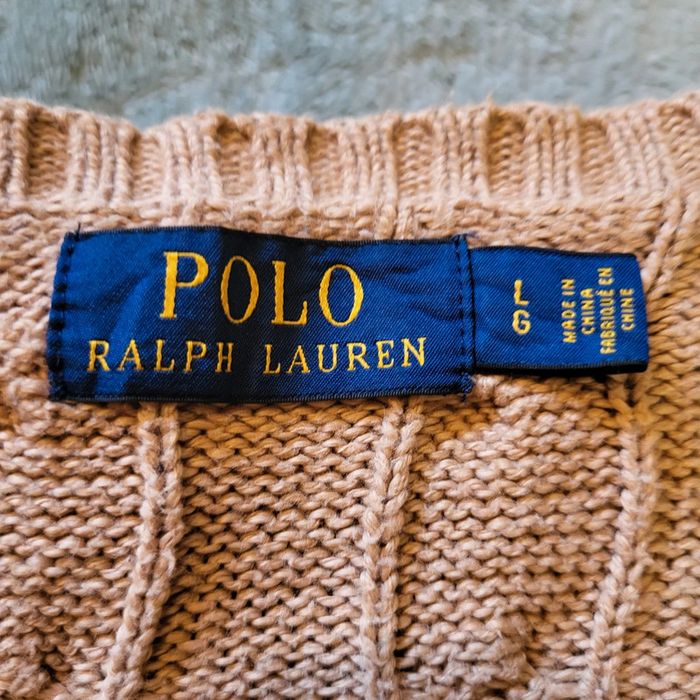 POLO
RALPH LAUREN
L
G
MADE IN
CHINA
FABRIQUÉ EN
CHINE